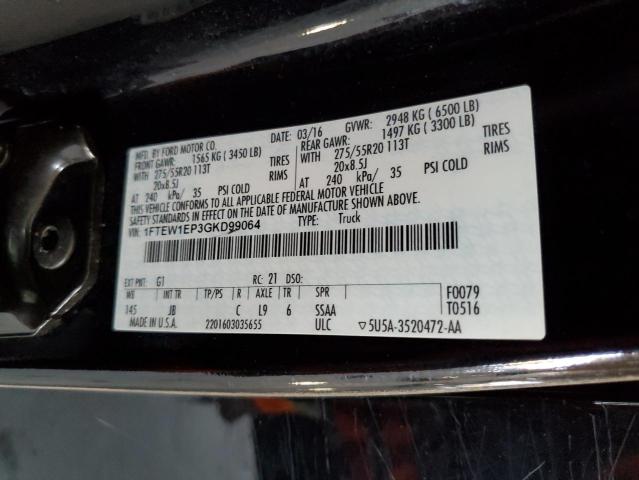 MFD. BY FORD MOTOR CO. DATE: 03/16 GVWR: 2948 KG ( 6500 LB)
FRONT GAWR: 1565 KG ( 3450 LB) REAR GAWR: 1497 KG ( 3300 LB)
WITH 275/55R20 113T TIRES WITH 275/55R20 113T TIRES
20x8.5J RIMS 20x8.5J RIMS
AT 240 kPa/ 35 PSI COLD AT 240 kPa/ 35 PSI COLD
THIS VEHICLE CONFORMS TO ALL APPLICABLE FEDERAL MOTOR VEHICLE
SAFETY STANDARDS IN EFFECT ON THE DATE OF MANUFACTURE SHOWN ABOVE.
VIN: 1FTEW1EP3GKD99064 TYPE: Truck
EXT PNT: G1 RC: 21 DSO:
WB INT TR TP/PS R AXLE TR SPR F0079
145 JB C L9 6 SSAA T0516
MADE IN U.S.A. 2201603035655 ULC ▽5U5A-3520472-AA